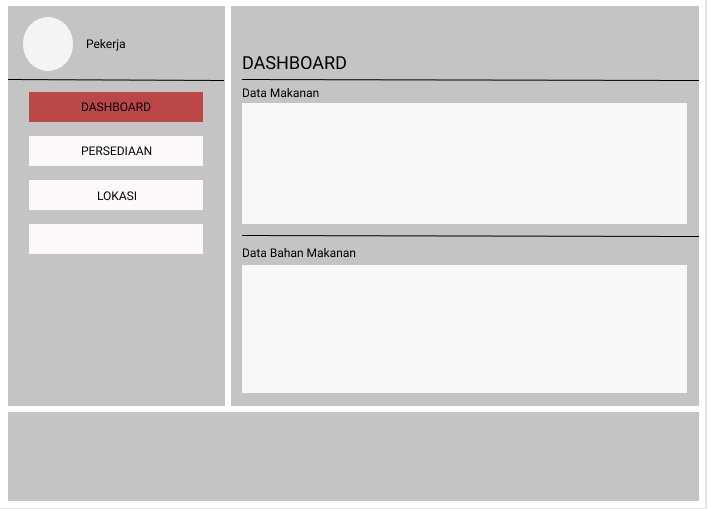 Pekerja
DASHBOARD
PERSEDIAAN
LOKASI
DASHBOARD
Data Makanan
Data Bahan Makanan